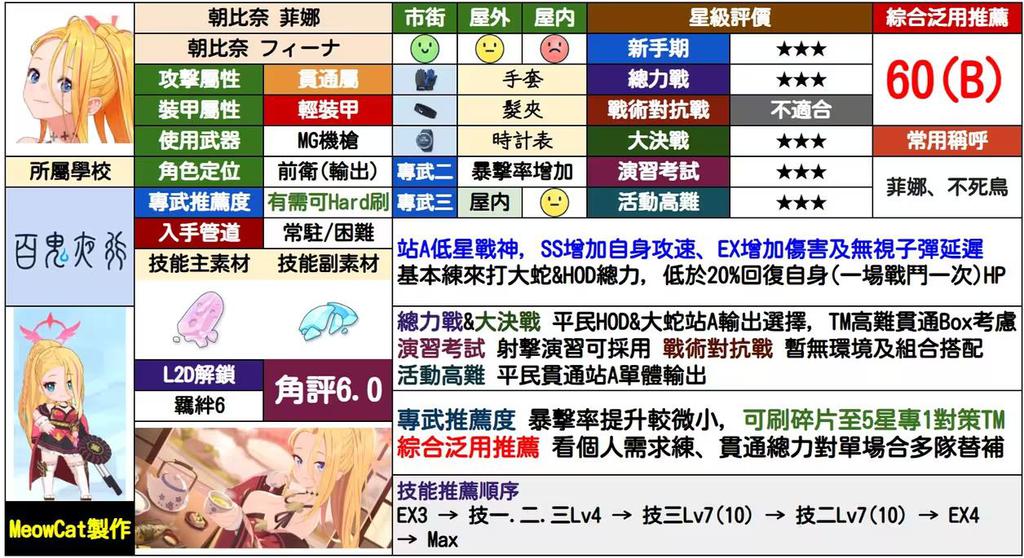 朝比奈 菲娜
市街
屋外
屋内
星級評價
綜合泛用推薦
朝比奈 フィーナ
新手期
★★★
60(B)
攻擊屬性
貫通屬
手套
總力戰
★★★
裝甲屬性
輕裝甲
髮夾
戰術對抗戰
不適合
使用武器
MG機槍
時計表
大決戰
★★★
常用稱呼
所屬學校
角色定位
前衛(輸出)
專武二
暴擊率增加
演習考試
★★★
菲娜、不死鳥
百鬼夜行
專武推薦度
有需可Hard刷
專武三
屋内
活動高難
★★★
入手管道
常駐/困難
技能主素材
技能副素材
站A低星戰神, SS增加自身攻速、EX增加傷害及無視子彈延遲
基本練來打大蛇&HOD總力, 低於20%回復自身(一場戰鬥一次)HP
總力戰&大決戰 平民HOD&大蛇站A輸出選擇, TM高難貫通Box考慮
演習考試 射擊演習可採用 戰術對抗戰 暫無環境及組合搭配
活動高難 平民貫通站A單體輸出
L2D解鎖
羈絆6
角評6.0
專武推薦度 暴擊率提升較微小, 可刷碎片至5星專1對策TM
綜合泛用推薦 看個人需求練、貫通總力對單場合多隊替補
技能推薦順序
EX3 → 技一.二.三Lv4 → 技三Lv7(10) → 技二Lv7(10) → EX4
→ Max
MeowCat製作